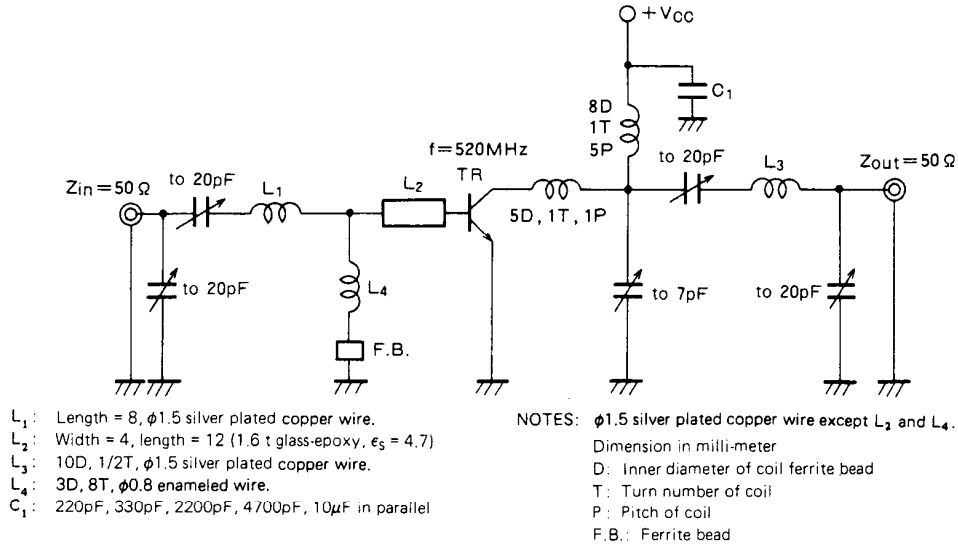 +VCC
C1
8D
1T
5P
f=520MHz
TR
to 20pF
L3
Zout=50Ω
Zin=50Ω
to 20pF
L1
L2
5D, 1T, 1P
to 20pF
L4
to 7pF
to 20pF
F.B.
L1: Length = 8, φ1.5 silver plated copper wire.
L2: Width = 4, length = 12 (1.6 t glass-epoxy, εs = 4.7)
L3: 10D, 1/2T, φ1.5 silver plated copper wire.
L4: 3D, 8T, φ0.8 enameled wire.
C1: 220pF, 330pF, 2200pF, 4700pF, 10μF in parallel
NOTES: φ1.5 silver plated copper wire except L2 and L4.
Dimension in milli-meter
D: Inner diameter of coil ferrite bead
T: Turn number of coil
P: Pitch of coil
F.B.: Ferrite bead